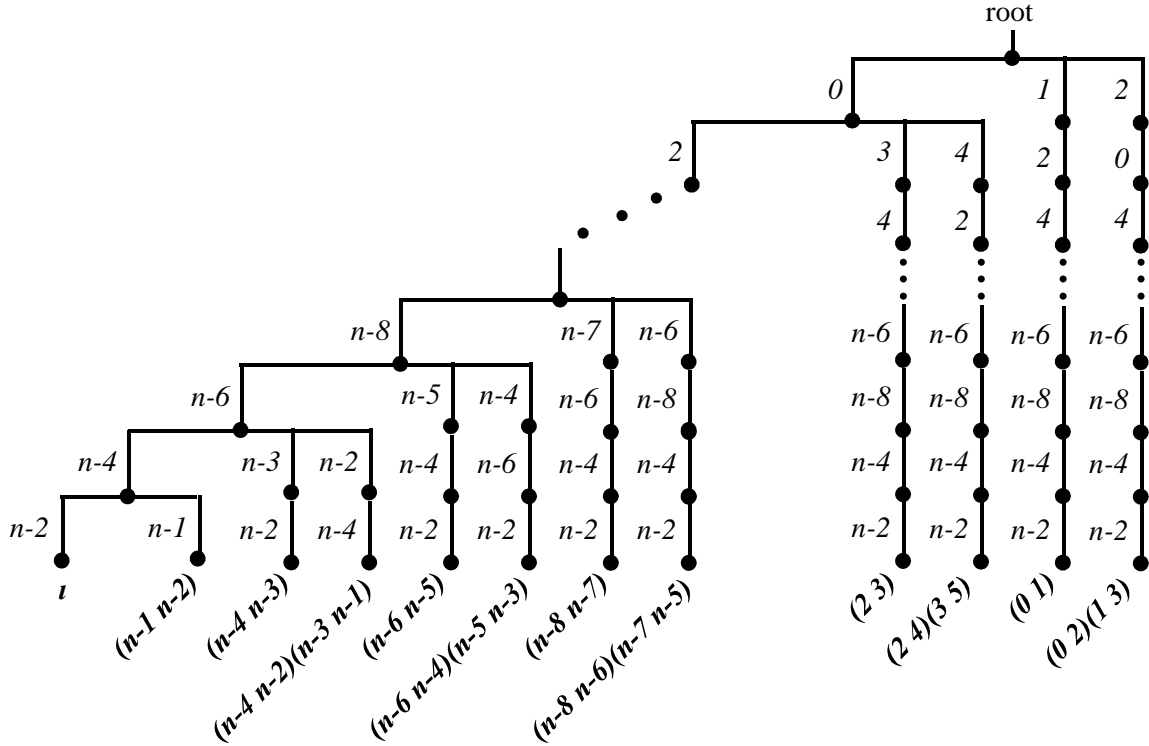 root
0 1 2
2 3 4 2 0
4 2 4 4
n-8 n-7 n-6 n-6 n-6 n-6 n-6
n-6 n-5 n-4 n-6 n-8 n-8 n-8 n-8 n-8
n-4 n-3 n-2 n-4 n-6 n-4 n-4 n-4 n-4 n-4 n-4
n-2 n-1 n-2 n-4 n-2 n-2 n-2 n-2 n-2 n-2 n-2 n-2
ι
(n-1 n-2)
(n-4 n-3)
(n-4 n-2)(n-3 n-1)
(n-6 n-5)
(n-6 n-4)(n-5 n-3)
(n-8 n-7)
(n-8 n-6)(n-7 n-5)
(2 3)
(2 4)(3 5)
(0 1)
(0 2)(1 3)